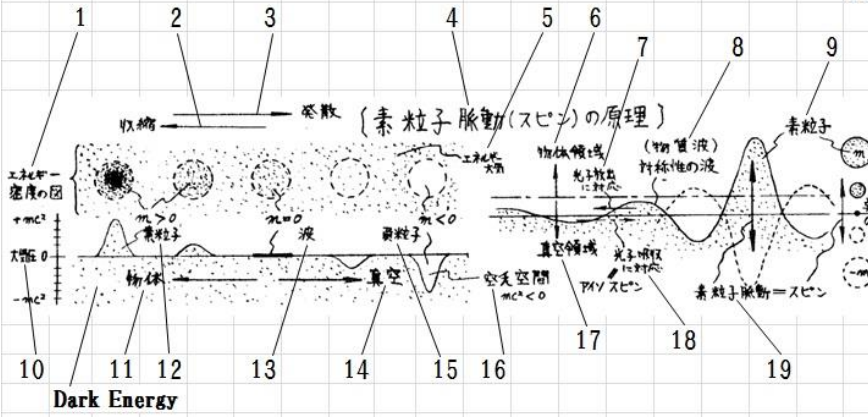 1 2 3 4 5 6 7 8 9
収縮 発散 {素粒子脈動(スピン)の原理}
エネルギー密度の図
エネルギー大気
物体領域
光子放出に対応
(物質波)
対称性の波
素粒子
m
m>0 m=0 m<0
+mc²
大気圧 0
-mc²
素粒子 波 負粒子
物体 真空 空孔空間
mc²<0
真空領域
光子吸収に対応
アイソスピン
素粒子脈動=スピン
-m
10 11 12 13 14 15 16 17 18 19
Dark Energy